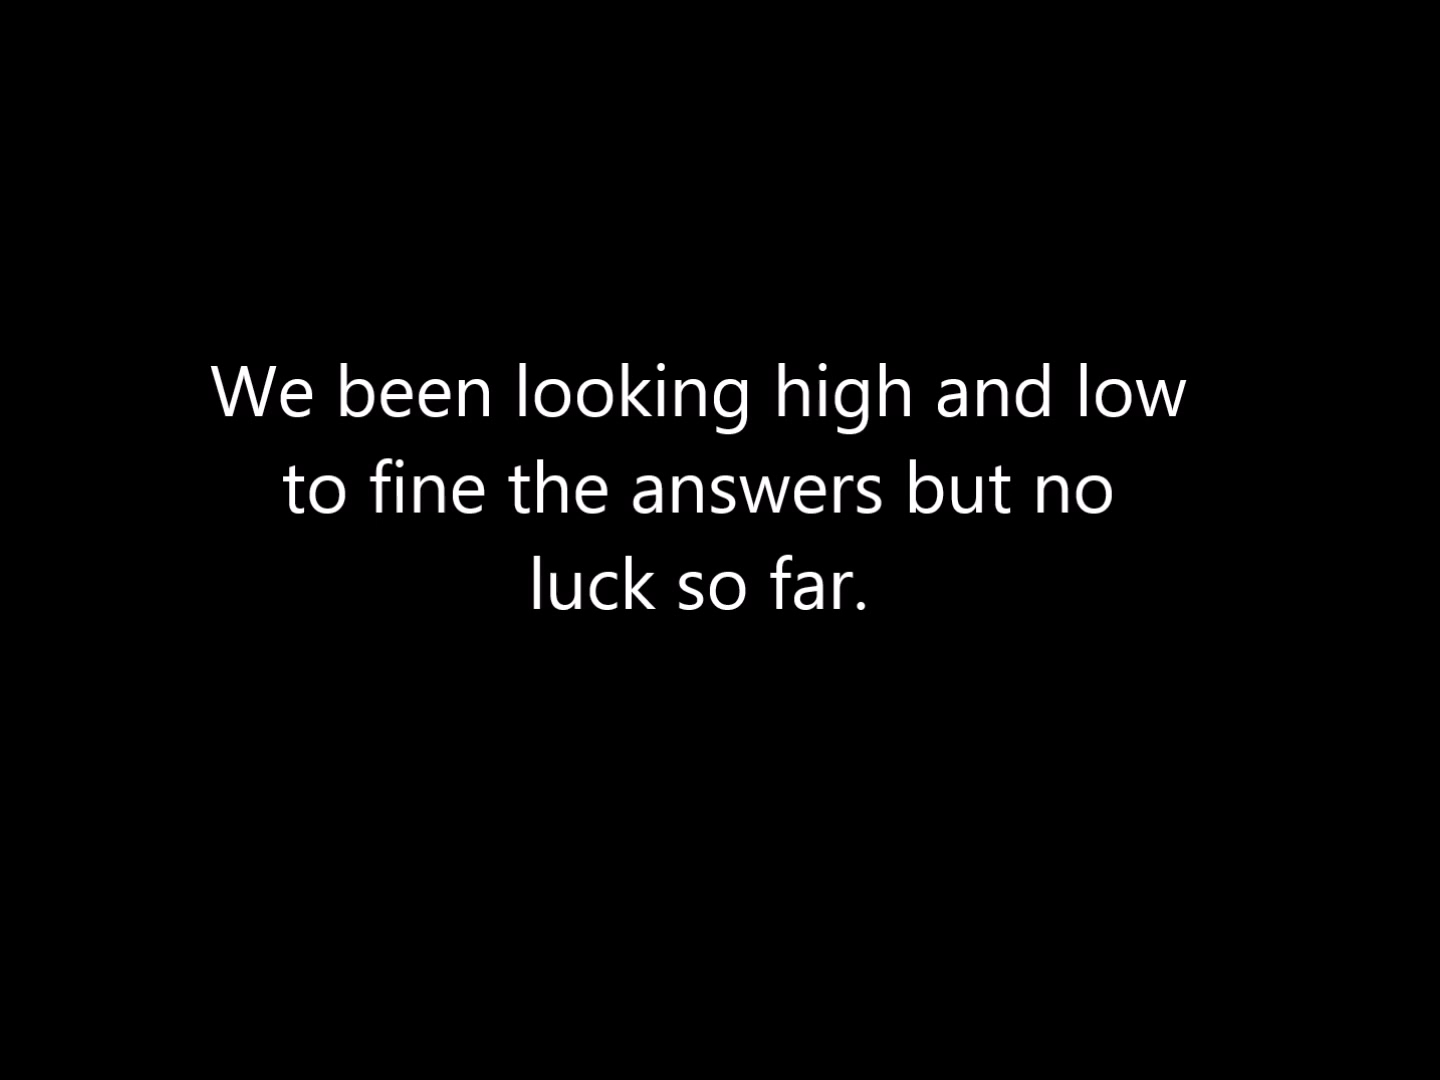 We been looking high and low
to fine the answers but no
luck so far.